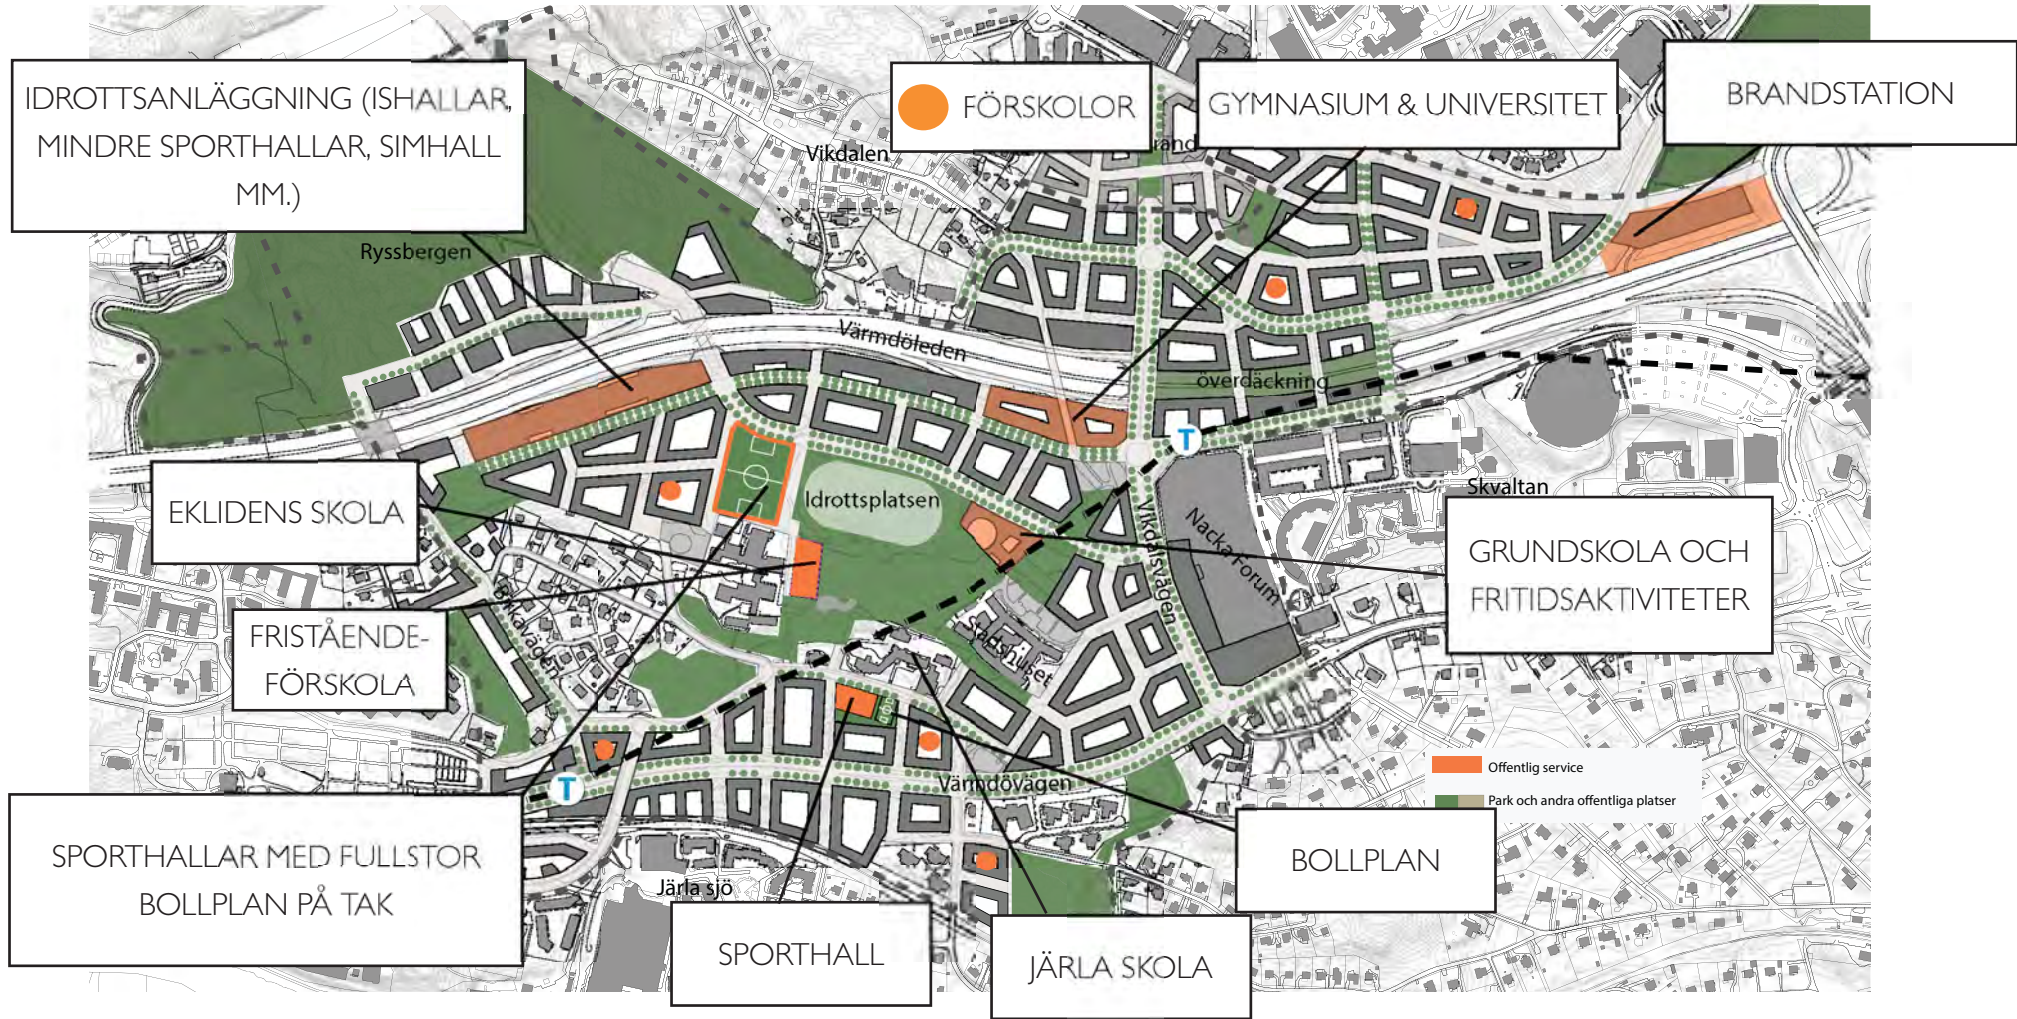 IDROTTSANLÄGGNING (ISHALLAR,
MINDRE SPORTHALLAR, SIMHALL
MM.)
FÖRSKOLOR
GYMNASIUM & UNIVERSITET
BRANDSTATION
Vikdalen
Ryssbergen
Värmdöleden
överdäckning
T
Idrottsplatsen
Skvaltan
EKLIDENS SKOLA
Vikdalsvägen
Nacka Forum
GRUNDSKOLA OCH
FRITIDSAKTIVITETER
FRISTÅENDE-
FÖRSKOLA
Birkavägen
Stadshuset
T
Värmdövägen
Offentlig service
Park och andra offentliga platser
SPORTHALLAR MED FULLSTOR
BOLLPLAN PÅ TAK
BOLLPLAN
Järla sjö
SPORTHALL
JÄRLA SKOLA